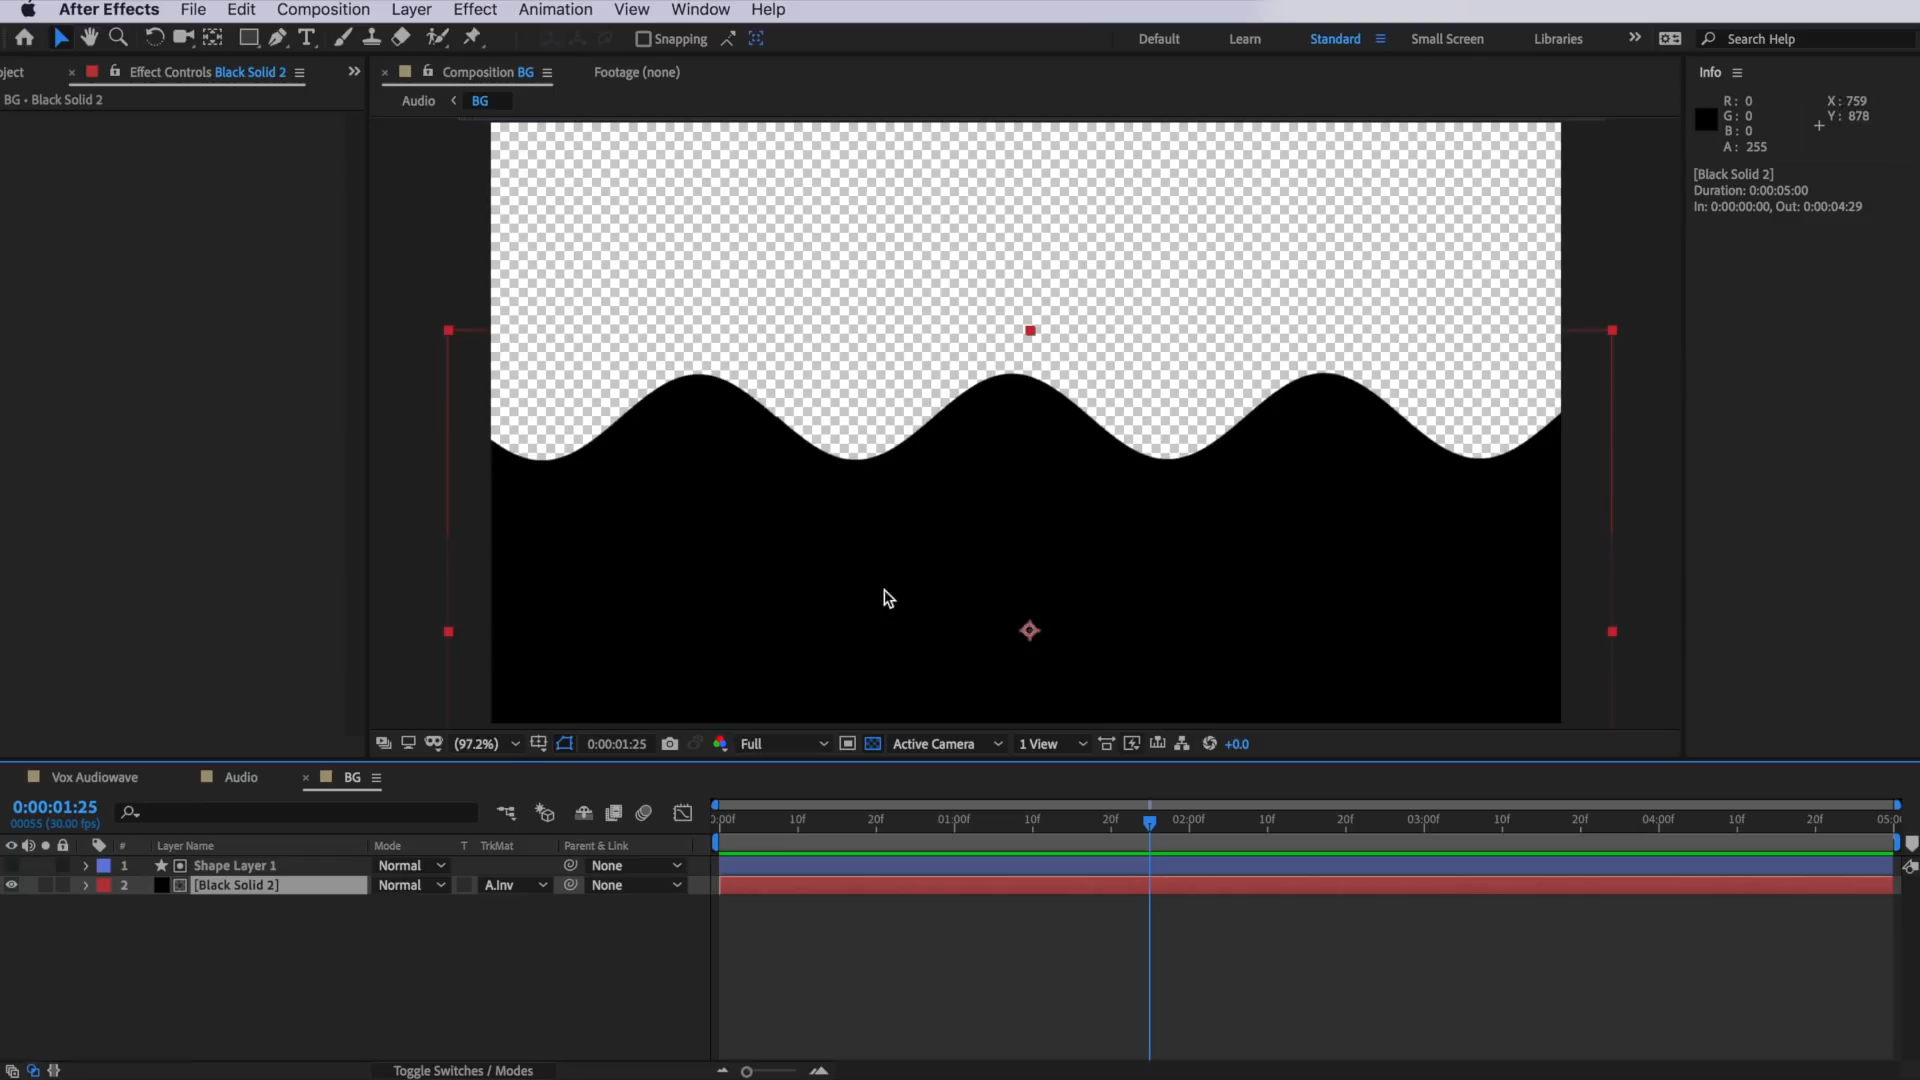 After Effects File Edit Composition Layer Effect Animation View Window Help
Snapping Default Learn Standard Small Screen Libraries Search Help
ject Effect Controls Black Solid 2 Composition BG Footage (none) Info
BG • Black Solid 2 Audio BG
R: 0 X: 759
G: 0 Y: 878
B: 0
A: 255
[Black Solid 2]
Duration: 0:00:05:00
In: 0:00:00:00, Out: 0:00:04:29
(97.2%) 0:00:01:25 Full Active Camera 1 View +0.0
Vox Audiowave Audio BG
0:00:01:25
00055 (30.00 fps)
):00f 10f 20f 01:00f 10f 20f 02:00f 10f 20f 03:00f 10f 20f 04:00f 10f 20f 05:0
# Layer Name Mode T TrkMat Parent & Link
1 Shape Layer 1 Normal None
2 [Black Solid 2] Normal A.Inv None
Toggle Switches / Modes